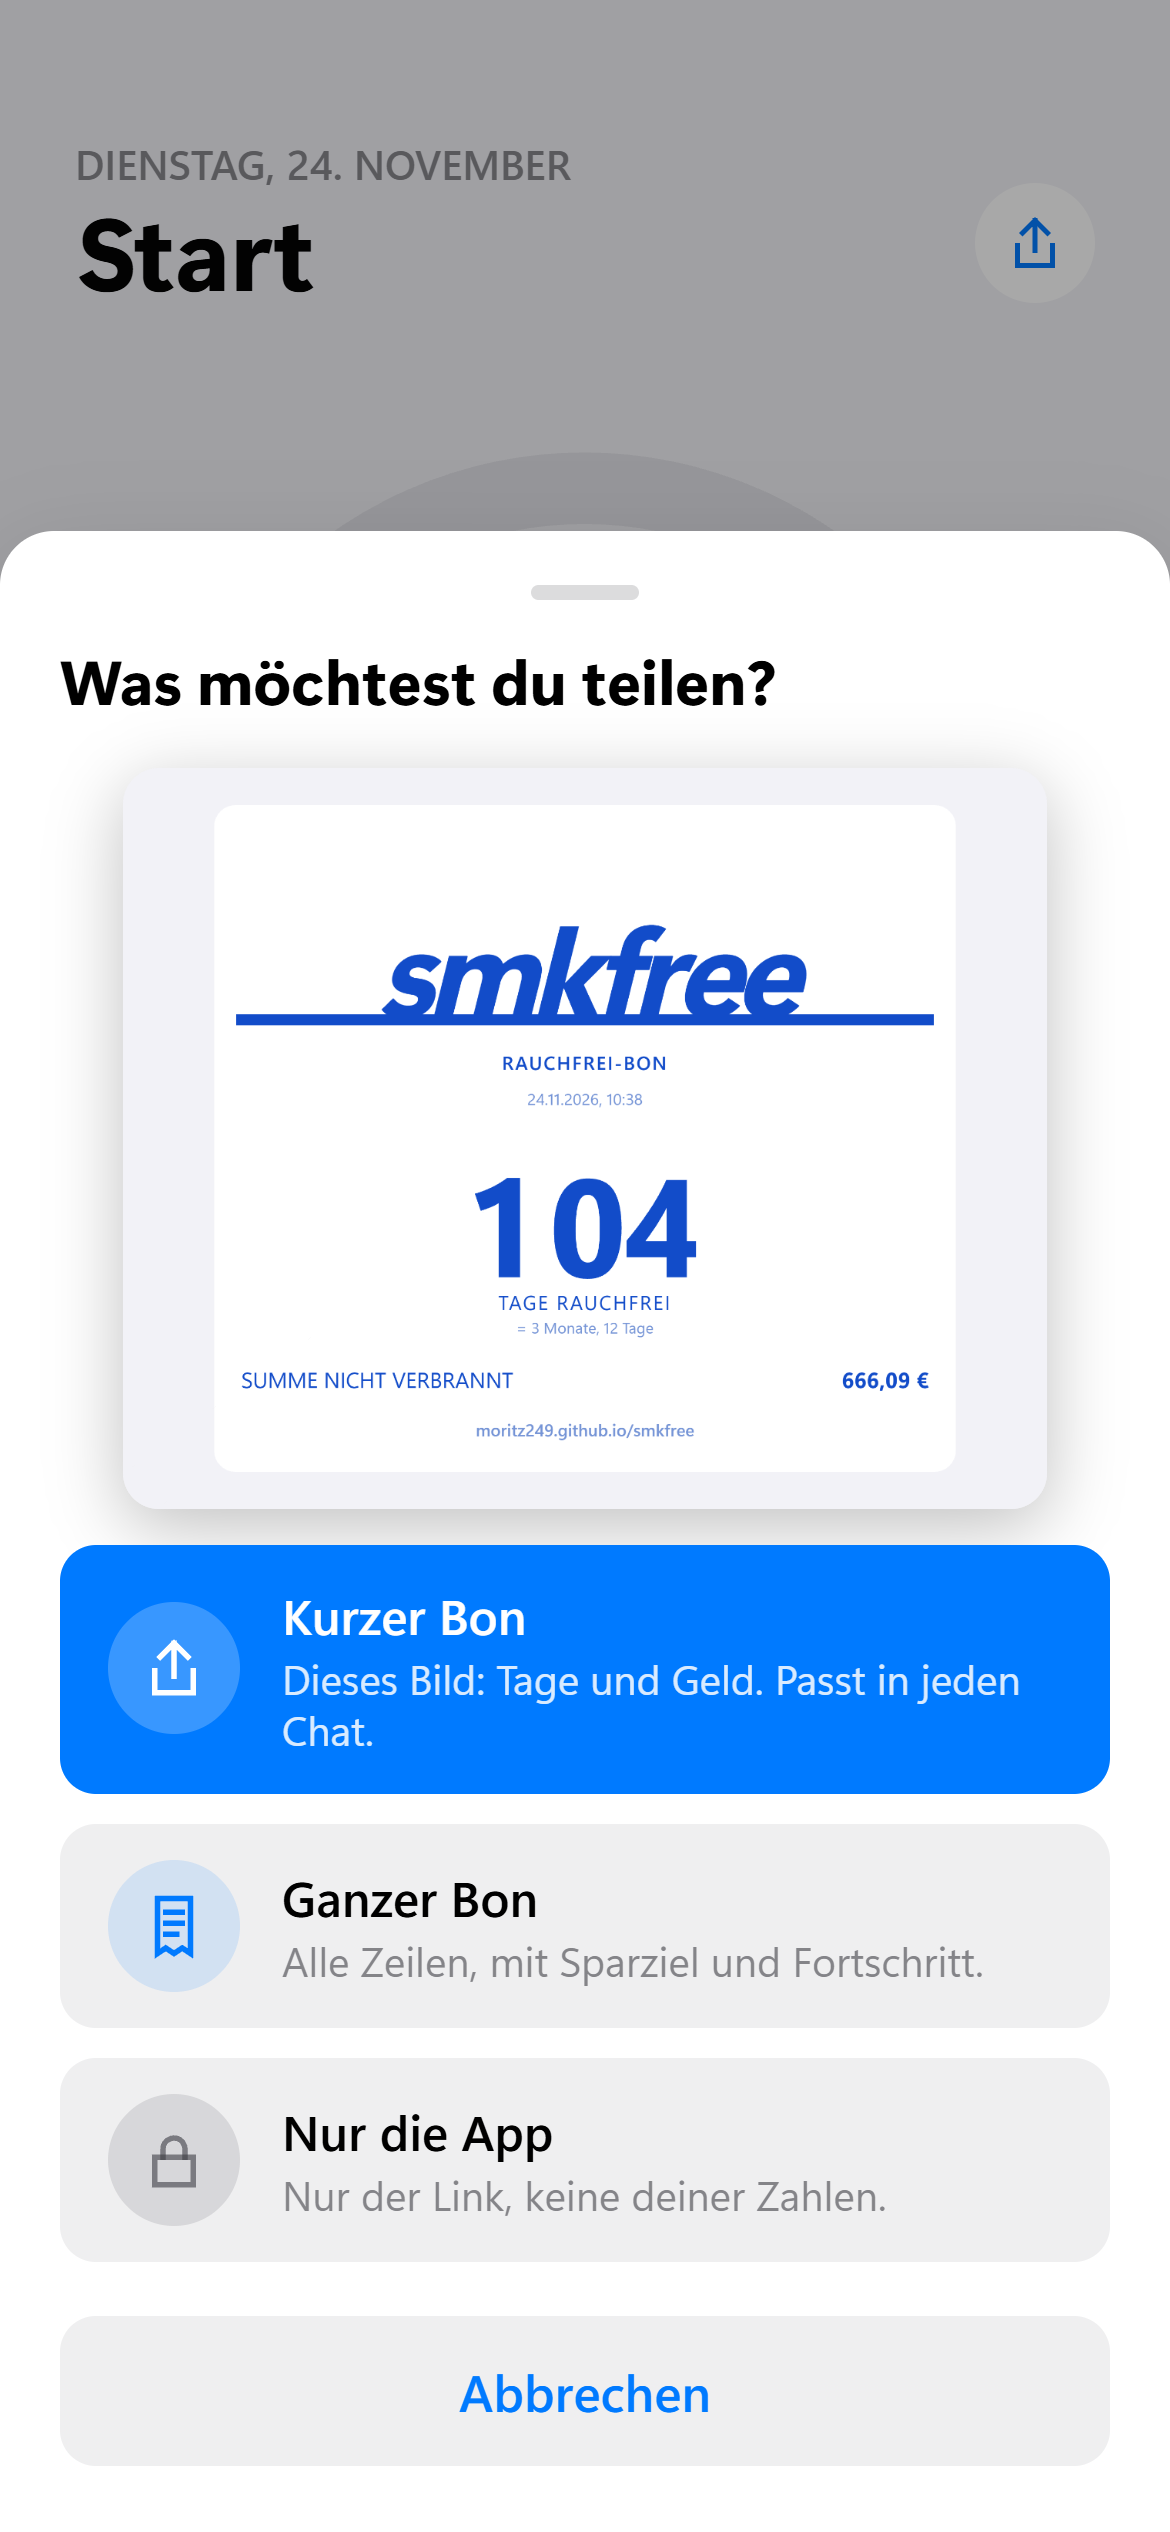 DIENSTAG, 24. NOVEMBER
Start
Was möchtest du teilen?
smkfree
RAUCHFREI-BON
24.11.2026, 10:38
104
TAGE RAUCHFREI
= 3 Monate, 12 Tage
SUMME NICHT VERBRANNT 666,09 €
moritz249.github.io/smkfree
Kurzer Bon
Dieses Bild: Tage und Geld. Passt in jeden
Chat.
Ganzer Bon
Alle Zeilen, mit Sparziel und Fortschritt.
Nur die App
Nur der Link, keine deiner Zahlen.
Abbrechen